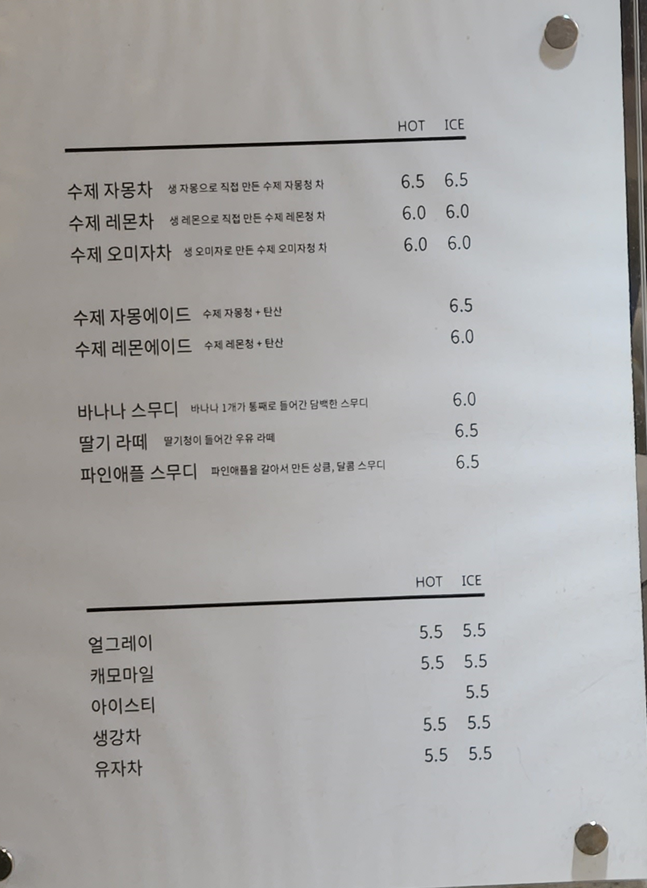 HOT ICE
수제 자몽차 생 자몽으로 직접 만든 수제 자몽청 차 6.5 6.5
수제 레몬차 생 레몬으로 직접 만든 수제 레몬청 차 6.0 6.0
수제 오미자차 생 오미자로 만든 수제 오미자청 차 6.0 6.0
수제 자몽에이드 수제 자몽청 + 탄산 6.5
수제 레몬에이드 수제 레몬청 + 탄산 6.0
바나나 스무디 바나나 1개가 통째로 들어간 담백한 스무디 6.0
딸기 라떼 딸기청이 들어간 우유 라떼 6.5
파인애플 스무디 파인애플을 갈아서 만든 상큼, 달콤 스무디 6.5
HOT ICE
얼그레이 5.5 5.5
캐모마일 5.5 5.5
아이스티 5.5
생강차 5.5 5.5
유자차 5.5 5.5